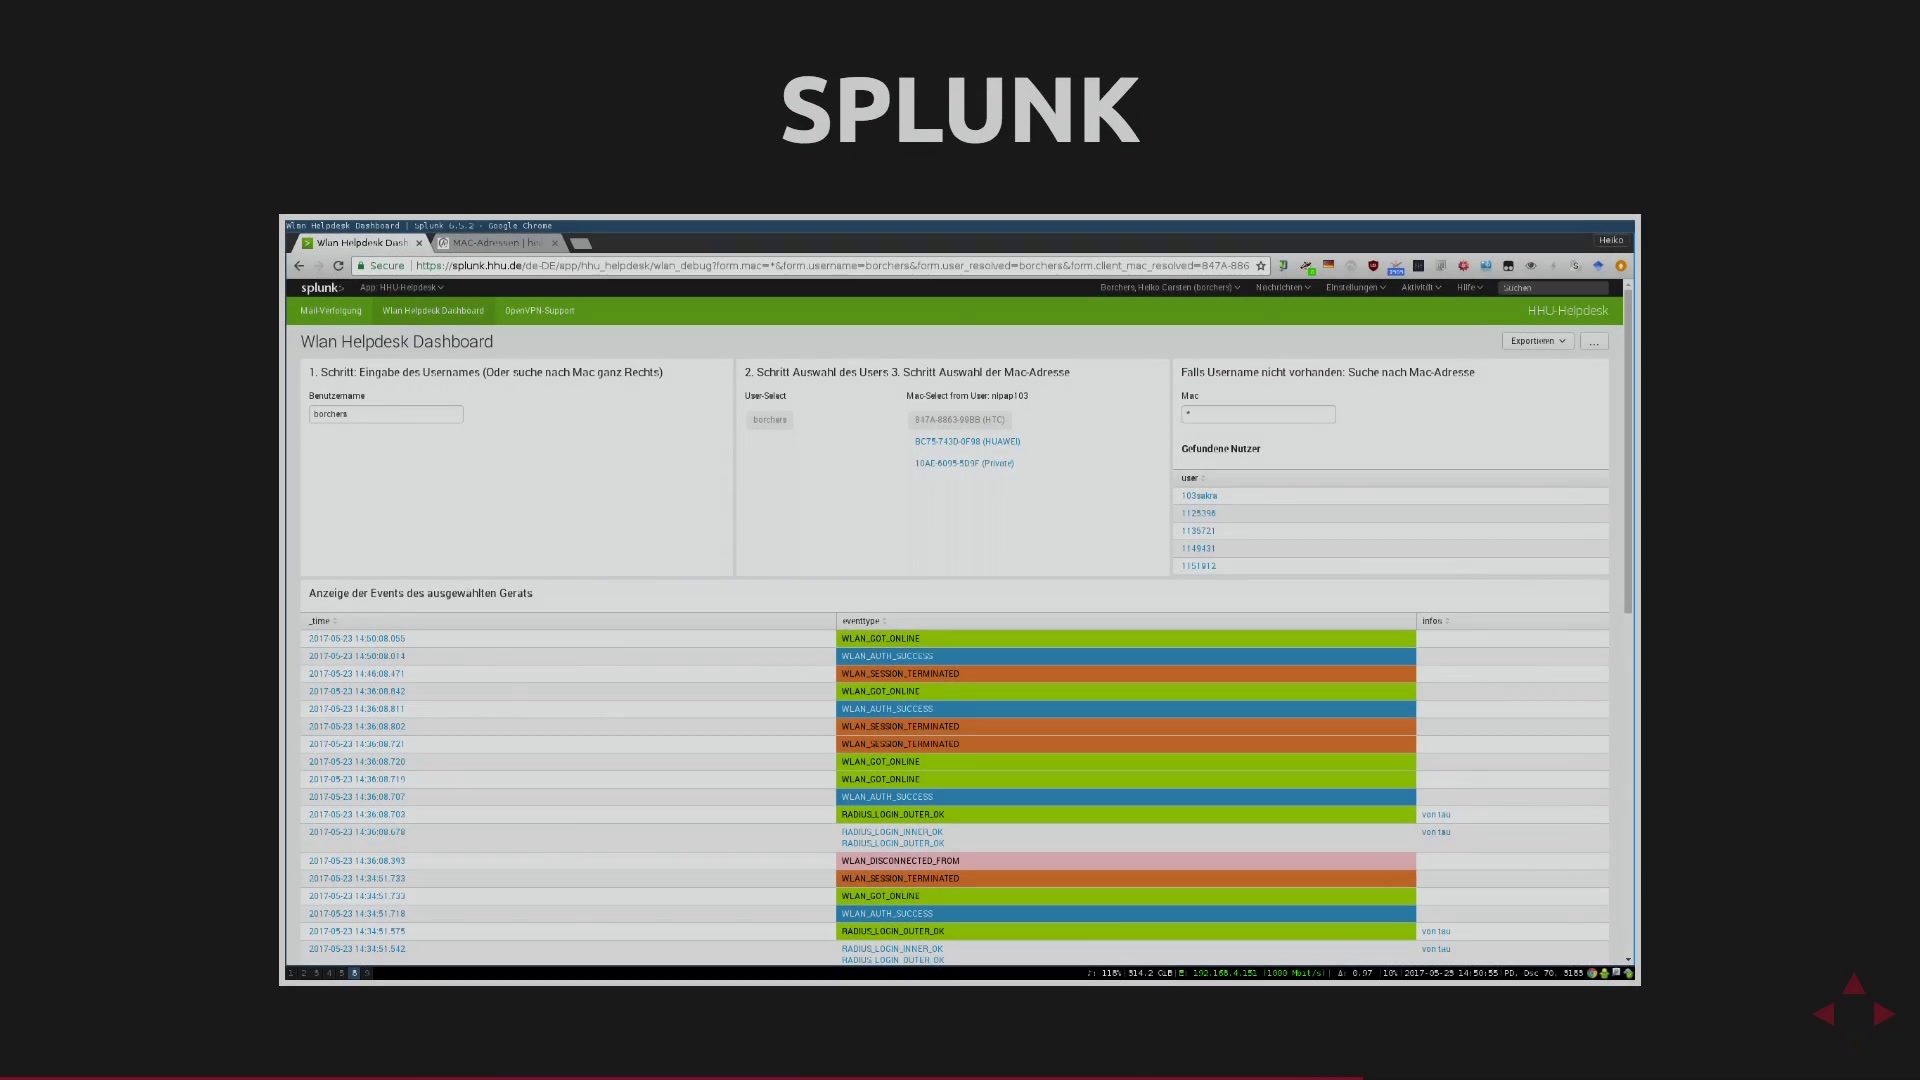 SPLUNK
Wlan Helpdesk Dashboard | Splunk 6.5.2 - Google Chrome
Wlan Helpdesk Dash
MAC-Adressen | he
Heiko
Secure
https://splunk.hhu.de/de-DE/app/hhu_helpdesk/wlan_debug?form.mac=*&form.username=borchers&form.user_resolved=borchers&form.client_mac_resolved=847A-886
splunk>
App: HHU-Helpdesk
Borchers, Heiko Carsten (borchers)
Nachrichten
Einstellungen
Aktivität
Hilfe
Suchen
Mail-Verfolgung
Wlan Helpdesk Dashboard
OpenVPN-Support
HHU-Helpdesk
Wlan Helpdesk Dashboard
Exportieren
...
1. Schritt: Eingabe des Usernames (Oder suche nach Mac ganz Rechts)
Benutzername
borchers
2. Schritt Auswahl des Users 3. Schritt Auswahl der Mac-Adresse
User-Select
borchers
Mac-Select from User: nlpap103
847A-8863-99BB (HTC)
BC75-743D-0F98 (HUAWEI)
10AE-6095-5D9F (Private)
Falls Username nicht vorhanden: Suche nach Mac-Adresse
Mac
*
Gefundene Nutzer
user
103sakra
1125396
1135721
1149431
1151912
Anzeige der Events des ausgewählten Geräts
_time eventtype infos
2017-05-23 14:50:08.055 WLAN_GOT_ONLINE
2017-05-23 14:50:08.014 WLAN_AUTH_SUCCESS
2017-05-23 14:46:08.471 WLAN_SESSION_TERMINATED
2017-05-23 14:36:08.842 WLAN_GOT_ONLINE
2017-05-23 14:36:08.811 WLAN_AUTH_SUCCESS
2017-05-23 14:36:08.802 WLAN_SESSION_TERMINATED
2017-05-23 14:36:08.721 WLAN_SESSION_TERMINATED
2017-05-23 14:36:08.720 WLAN_GOT_ONLINE
2017-05-23 14:36:08.719 WLAN_GOT_ONLINE
2017-05-23 14:36:08.707 WLAN_AUTH_SUCCESS
2017-05-23 14:36:08.703 RADIUS_LOGIN_OUTER_OK von tau
2017-05-23 14:36:08.678 RADIUS_LOGIN_INNER_OK von tau
RADIUS_LOGIN_OUTER_OK
2017-05-23 14:36:08.393 WLAN_DISCONNECTED_FROM
2017-05-23 14:34:51.733 WLAN_SESSION_TERMINATED
2017-05-23 14:34:51.733 WLAN_GOT_ONLINE
2017-05-23 14:34:51.718 WLAN_AUTH_SUCCESS
2017-05-23 14:34:51.575 RADIUS_LOGIN_OUTER_OK von tau
2017-05-23 14:34:51.542 RADIUS_LOGIN_INNER_OK von tau
RADIUS_LOGIN_OUTER_OK
1 2 3 4 5 8 9
118%|314.2 GiB|E: 192.168.4.151 (1000 Mbit/s)| 0.97 |10%|2017-05-23 14:50:55|PD, Dsc 70, 3183